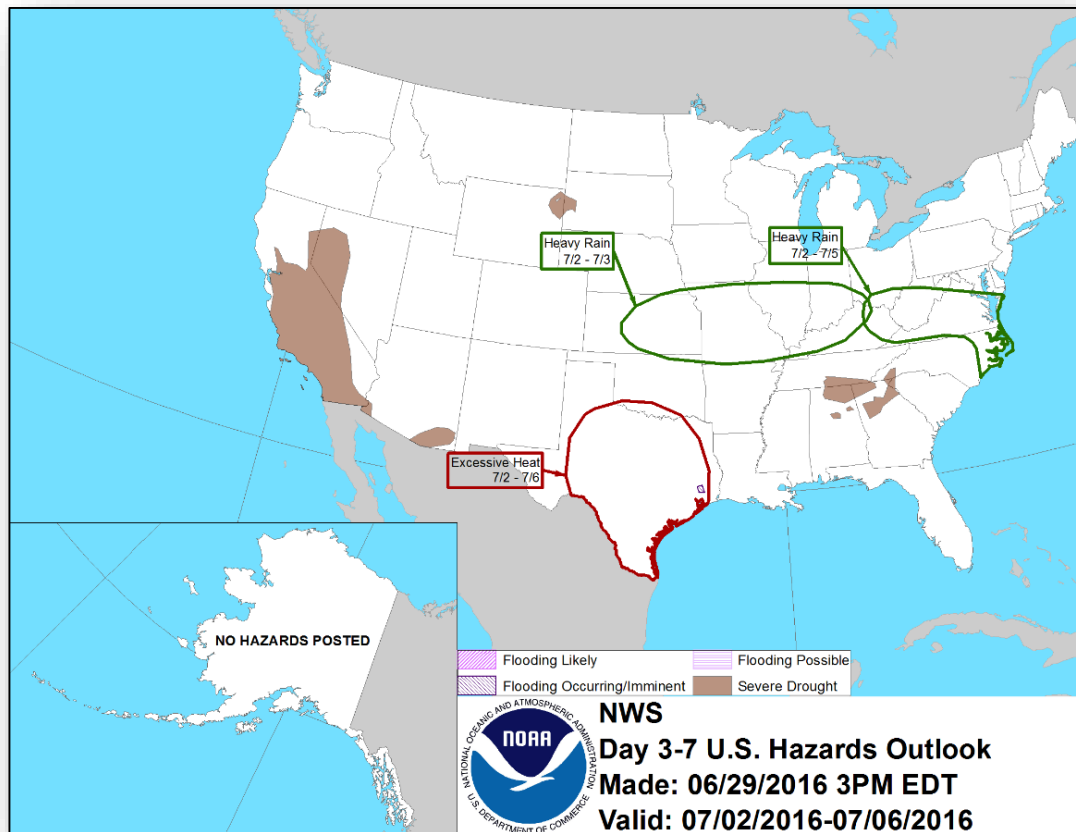 Heavy Rain
7/2 - 7/3
Heavy Rain
7/2 - 7/5
Excessive Heat
7/2 - 7/6
NO HAZARDS POSTED
Flooding Likely
Flooding Possible
Flooding Occurring/Imminent
Severe Drought
NATIONAL OCEANIC AND ATMOSPHERIC ADMINISTRATION
NOAA
U.S. DEPARTMENT OF COMMERCE
NWS
Day 3-7 U.S. Hazards Outlook
Made: 06/29/2016 3PM EDT
Valid: 07/02/2016-07/06/2016